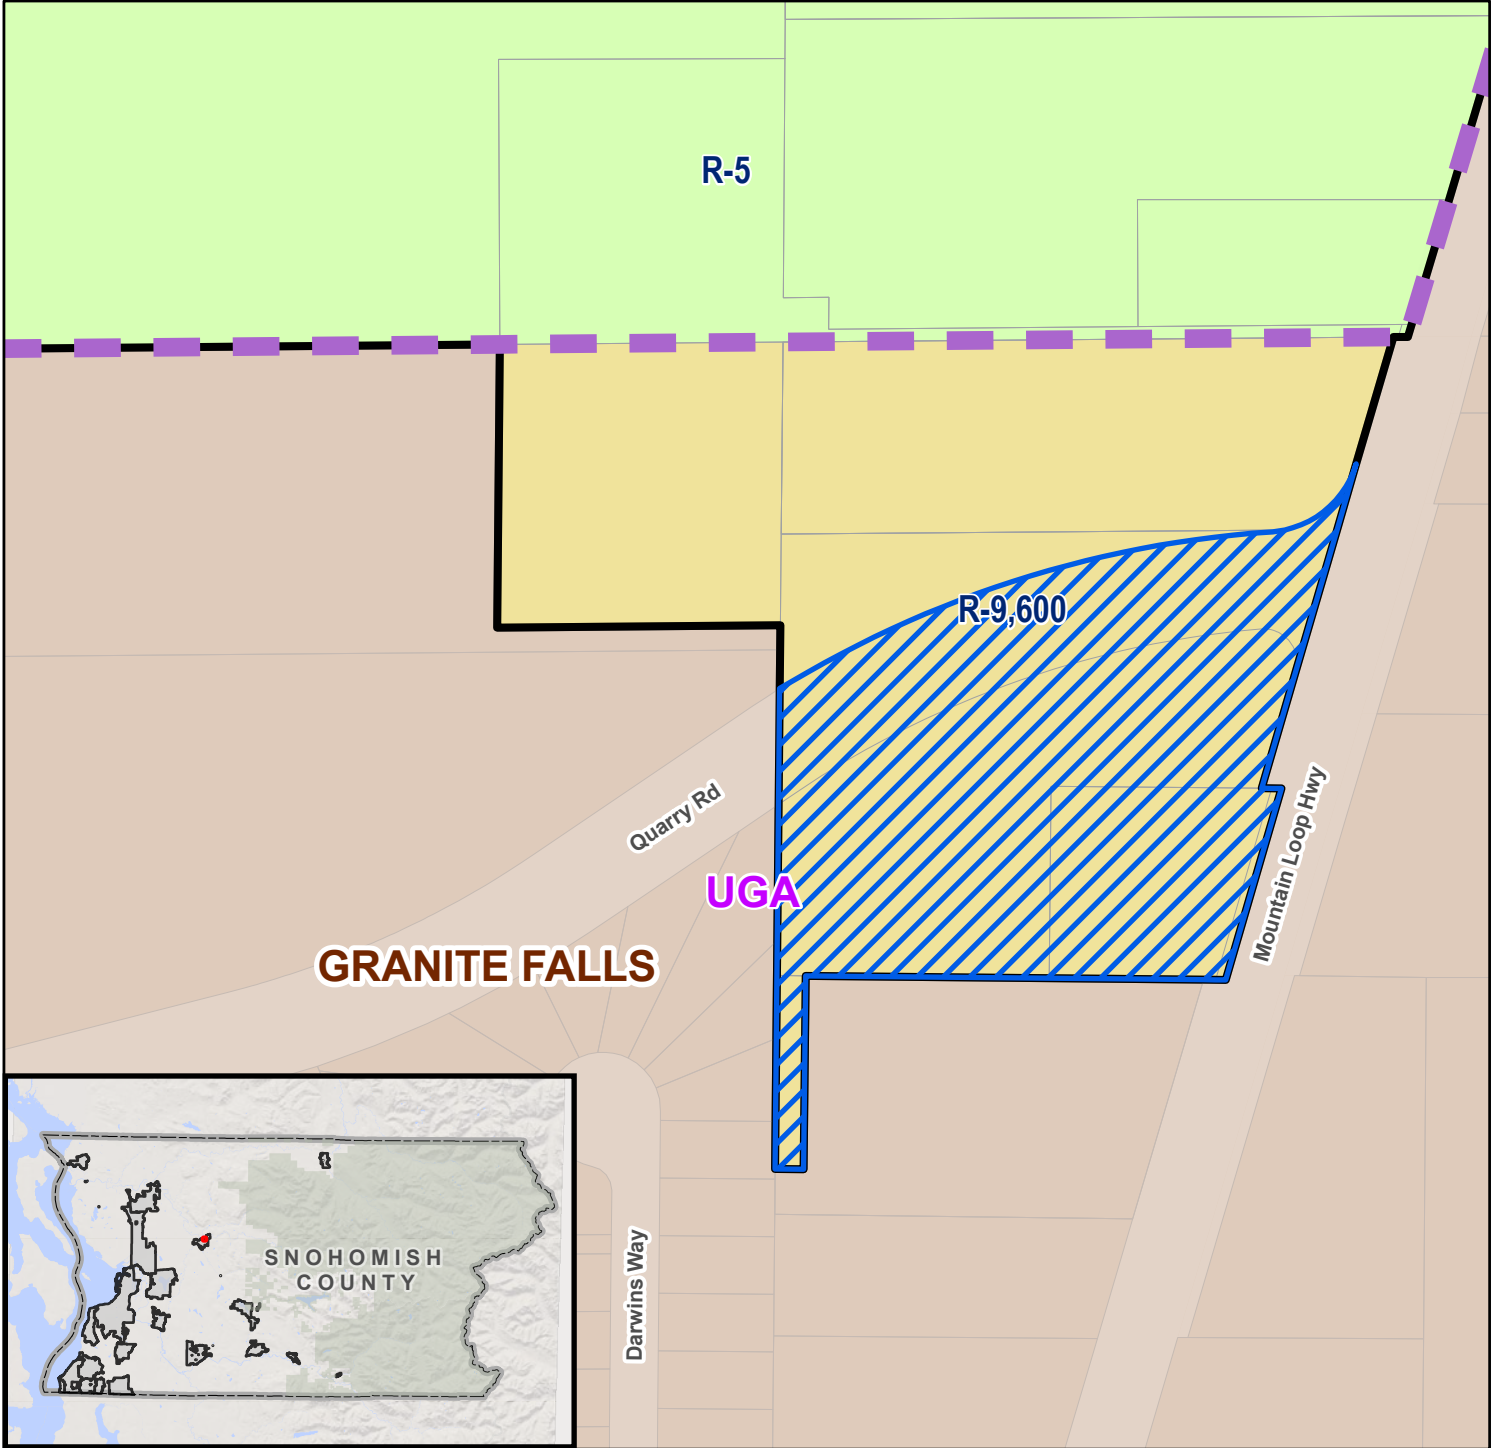 R-5
R-9,600
Quarry Rd
UGA
Mountain Loop Hwy
GRANITE FALLS
SNOHOMISH
COUNTY
Darwins Way